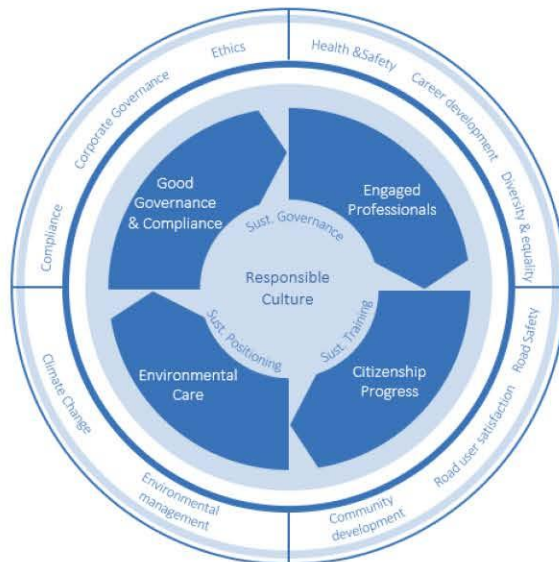 Ethics
Corporate Governance
Compliance
Health &Safety
Career development
Diversity & equality
Road Safety
Road user satisfaction
Community
development
Environmental
management
Climate Change
Good
Governance
& Compliance
Engaged
Professionals
Citizenship
Progress
Environmental
Care
Sust. Governance
Sust. Training
Sust. Positioning
Responsible
Culture